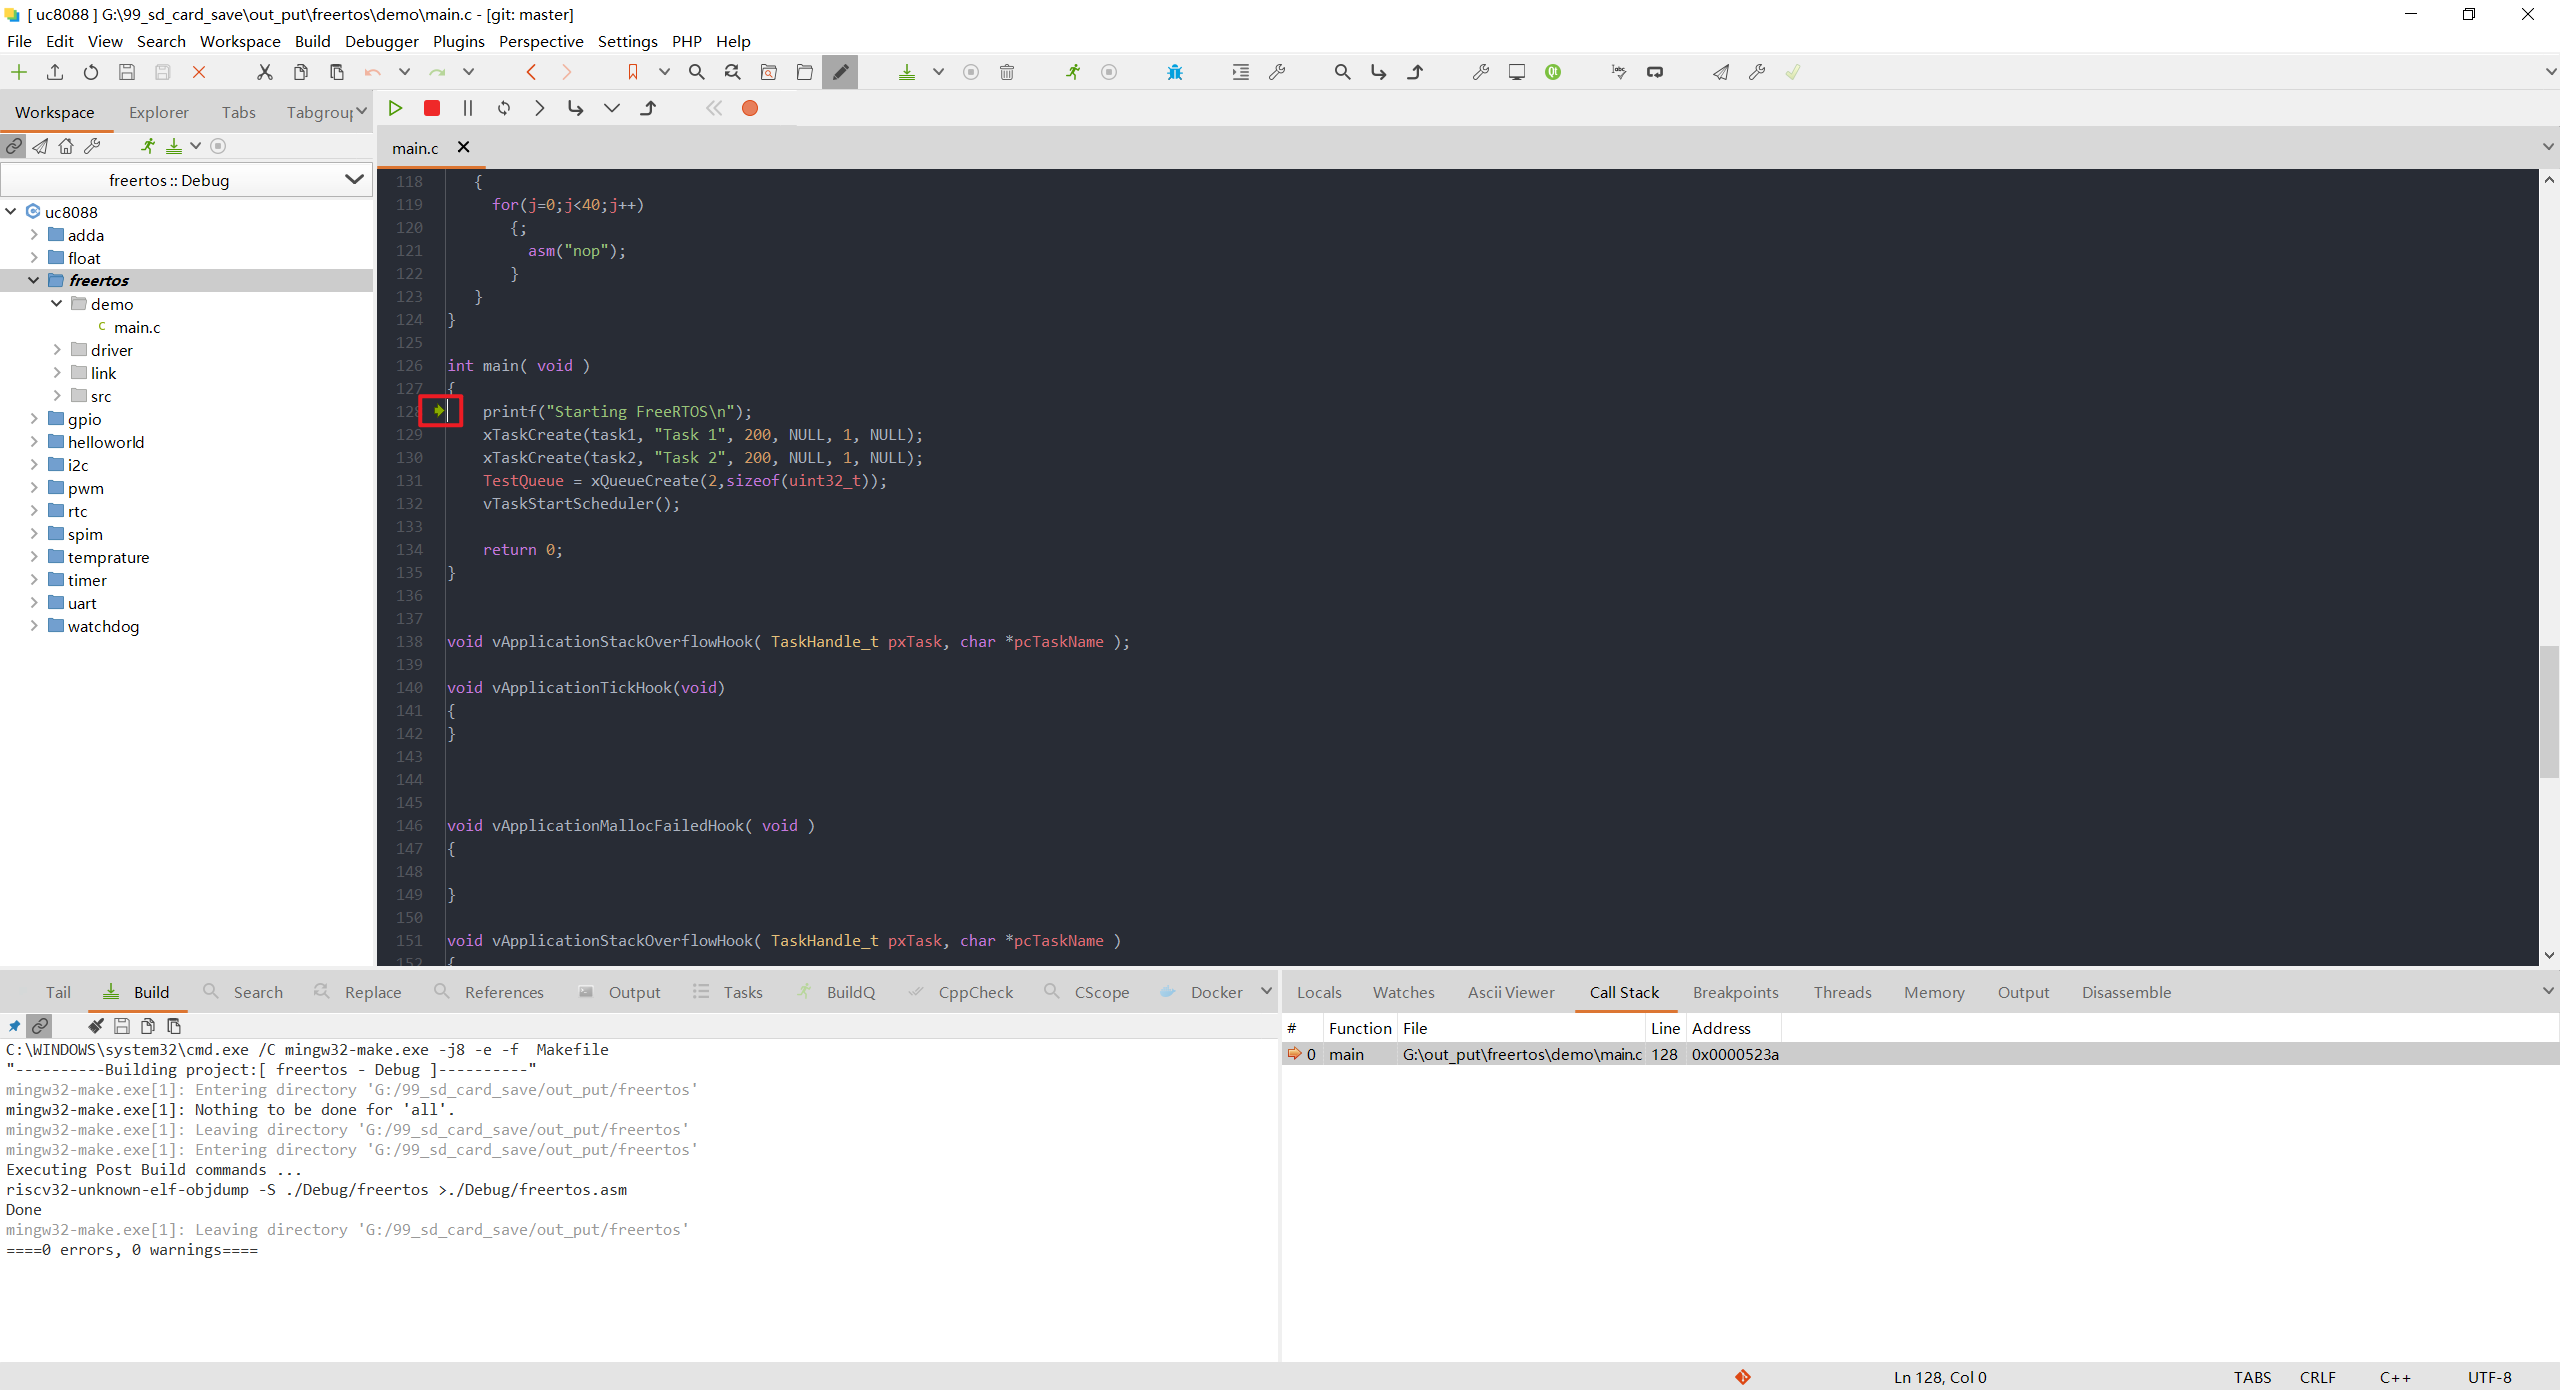 [ uc8088 ] G:\99_sd_card_save\out_put\freertos\demo\main.c - [git: master]
File Edit View Search Workspace Build Debugger Plugins Perspective Settings PHP Help
Workspace Explorer Tabs Tabgrou
freertos :: Debug
uc8088
adda
float
freertos
demo
main.c
driver
link
src
gpio
helloworld
i2c
pwm
rtc
spim
temprature
timer
uart
watchdog
main.c
118 {
119 for(j=0;j<40;j++)
120 {;
121 asm("nop");
122 }
123 }
124 }
125
126 int main( void )
127 {
128 printf("Starting FreeRTOS\n");
129 xTaskCreate(task1, "Task 1", 200, NULL, 1, NULL);
130 xTaskCreate(task2, "Task 2", 200, NULL, 1, NULL);
131 TestQueue = xQueueCreate(2,sizeof(uint32_t));
132 vTaskStartScheduler();
133
134 return 0;
135 }
136
137
138 void vApplicationStackOverflowHook( TaskHandle_t pxTask, char *pcTaskName );
139
140 void vApplicationTickHook(void)
141 {
142 }
143
144
145
146 void vApplicationMallocFailedHook( void )
147 {
148
149 }
150
151 void vApplicationStackOverflowHook( TaskHandle_t pxTask, char *pcTaskName )
152 {
Tail Build Search Replace References Output Tasks BuildQ CppCheck CScope Docker
C:\WINDOWS\system32\cmd.exe /C mingw32-make.exe -j8 -e -f  Makefile
"----------Building project:[ freertos - Debug ]----------"
mingw32-make.exe[1]: Entering directory 'G:/99_sd_card_save/out_put/freertos'
mingw32-make.exe[1]: Nothing to be done for 'all'.
mingw32-make.exe[1]: Leaving directory 'G:/99_sd_card_save/out_put/freertos'
mingw32-make.exe[1]: Entering directory 'G:/99_sd_card_save/out_put/freertos'
Executing Post Build commands ...
riscv32-unknown-elf-objdump -S ./Debug/freertos >./Debug/freertos.asm
Done
mingw32-make.exe[1]: Leaving directory 'G:/99_sd_card_save/out_put/freertos'
====0 errors, 0 warnings====
Locals Watches Ascii Viewer Call Stack Breakpoints Threads Memory Output Disassemble
# Function File Line Address
0 main G:\out_put\freertos\demo\main.c 128 0x0000523a
Ln 128, Col 0 TABS CRLF C++ UTF-8